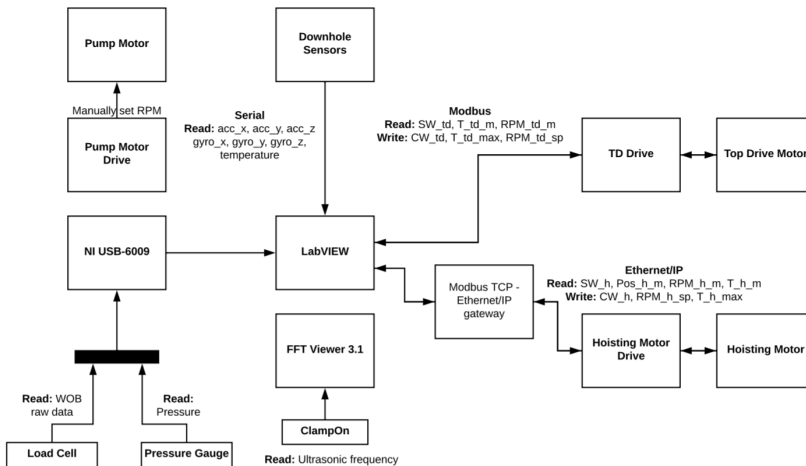 Pump Motor
Downhole
Sensors
Manually set RPM
Pump Motor
Drive
Serial
Read: acc_x, acc_y, acc_z
gyro_x, gyro_y, gyro_z,
temperature
Modbus
Read: SW_td, T_td_m, RPM_td_m
Write: CW_td, T_td_max, RPM_td_sp
TD Drive
Top Drive Motor
NI USB-6009
LabVIEW
Modbus TCP -
Ethernet/IP
gateway
Ethernet/IP
Read: SW_h, Pos_h_m, RPM_h_m, T_h_m
Write: CW_h, RPM_h_sp, T_h_max
FFT Viewer 3.1
Hoisting Motor
Drive
Hoisting Motor
Read: WOB
raw data
Read:
Pressure
Load Cell
Pressure Gauge
ClampOn
Read: Ultrasonic frequency